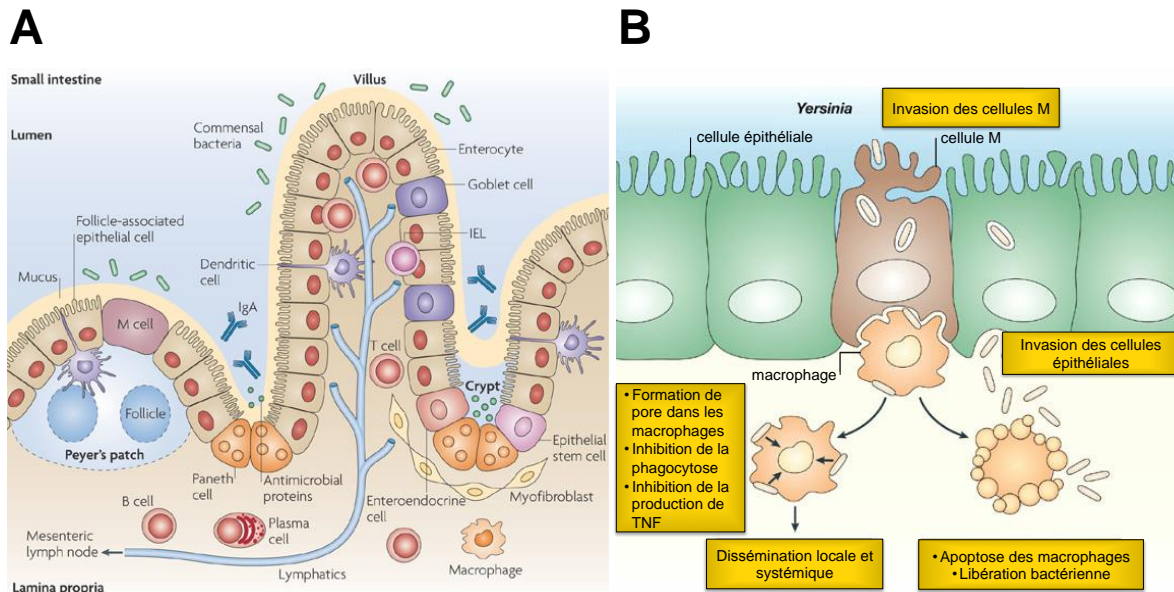 A
Small intestine
Villus
Lumen
Commensal
bacteria
Enterocyte
Goblet cell
Follicle-associated
epithelial cell
IEL
Dendritic
cell
Mucus
IgA
M cell
T cell
Crypt
Follicle
Peyer's patch
Epithelial
stem cell
Paneth
cell
Antimicrobial
proteins
Myofibroblast
Enteroendocrine
cell
B cell
Plasma
cell
Mesenteric
lymph node
Lymphatics
Macrophage
Lamina propria
B
Yersinia
Invasion des cellules M
cellule épithéliale
cellule M
Invasion des cellules
épithéliales
macrophage
• Formation de
pore dans les
macrophages
• Inhibition de la
phagocytose
• Inhibition de la
production de
TNF
Dissémination locale et
systémique
• Apoptose des macrophages
• Libération bactérienne